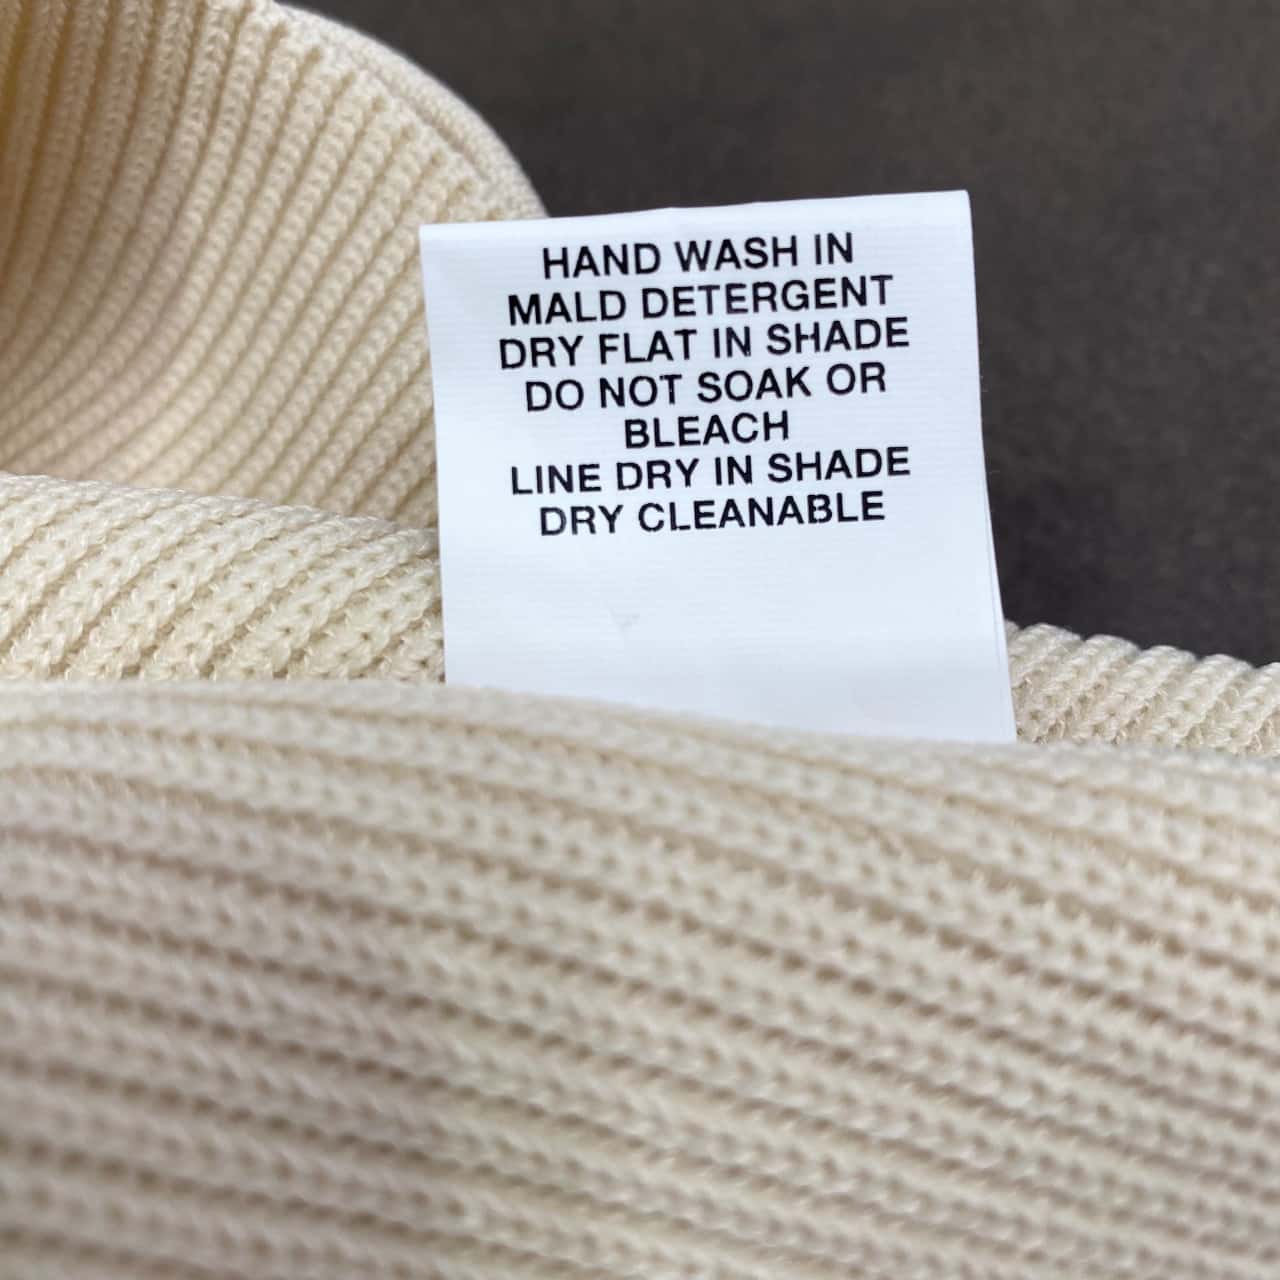 HAND WASH IN
MALD DETERGENT
DRY FLAT IN SHADE
DO NOT SOAK OR
BLEACH
LINE DRY IN SHADE
DRY CLEANABLE